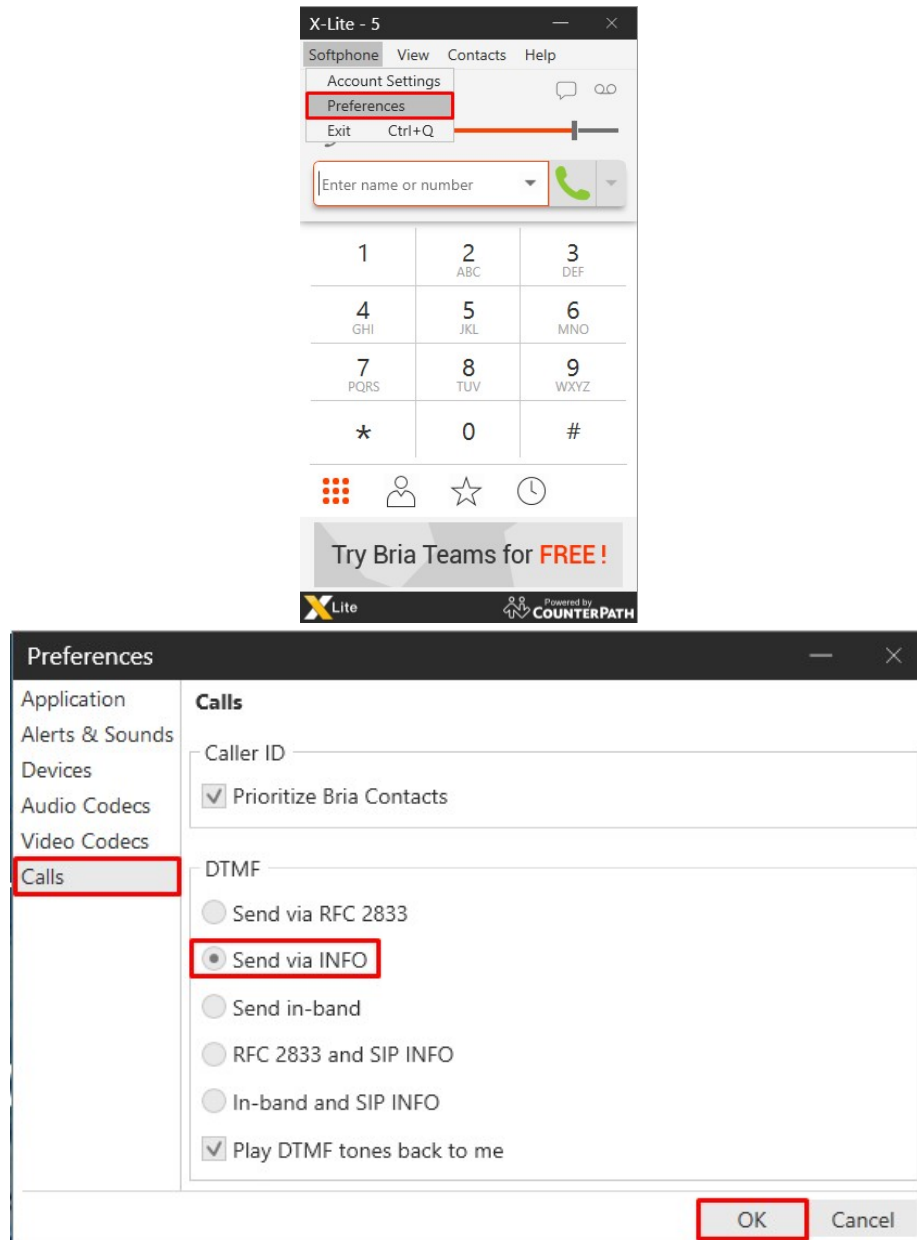 X-Lite - 5
Softphone View Contacts Help
Account Settings
Preferences
Exit Ctrl+Q
Enter name or number
1 2 3
ABC DEF
4 5 6
GHI JKL MNO
7 8 9
PQRS TUV WXYZ
* 0 #
Try Bria Teams for FREE!
X Lite Powered by
COUNTERPATH
Preferences
Application
Alerts & Sounds
Devices
Audio Codecs
Video Codecs
Calls
Calls
Caller ID
Prioritize Bria Contacts
DTMF
Send via RFC 2833
Send via INFO
Send in-band
RFC 2833 and SIP INFO
In-band and SIP INFO
Play DTMF tones back to me
OK Cancel